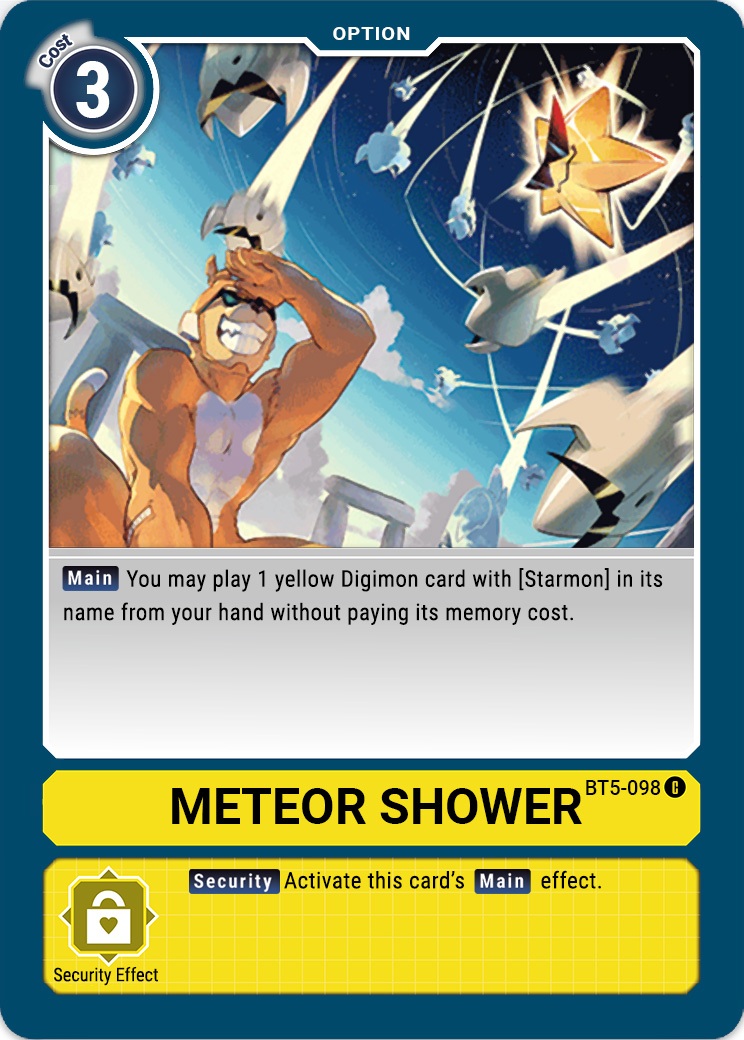 OPTION
Cost
3
Main You may play 1 yellow Digimon card with [Starmon] in its
name from your hand without paying its memory cost.
BT5-098 C
METEOR SHOWER
Security Activate this card's Main effect.
Security Effect